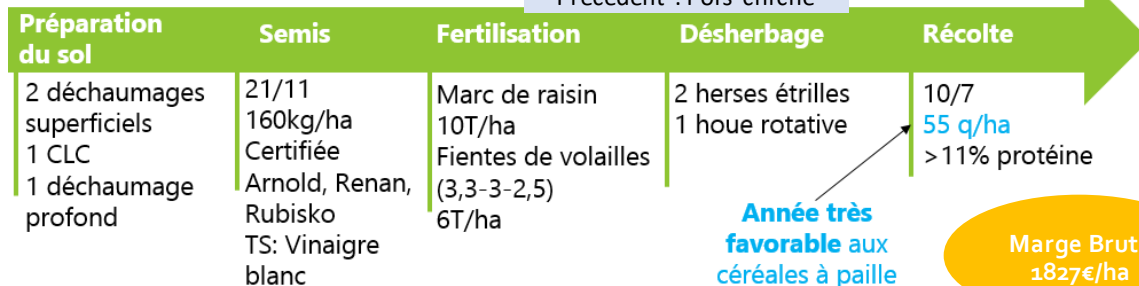 Précédent : Pois chiche
Préparation
du sol
Semis
Fertilisation
Désherbage
Récolte
2 déchaumages
superficiels
1 CLC
1 déchaumage
profond
21/11
160kg/ha
Certifiée
Arnold, Renan,
Rubisko
TS: Vinaigre
blanc
Marc de raisin
10T/ha
Fientes de volailles
(3,3-3-2,5)
6T/ha
2 herses étrilles
1 houe rotative
10/7
55 q/ha
>11% protéine
Année très
favorable aux
céréales à paille
Marge Brut
1827€/ha